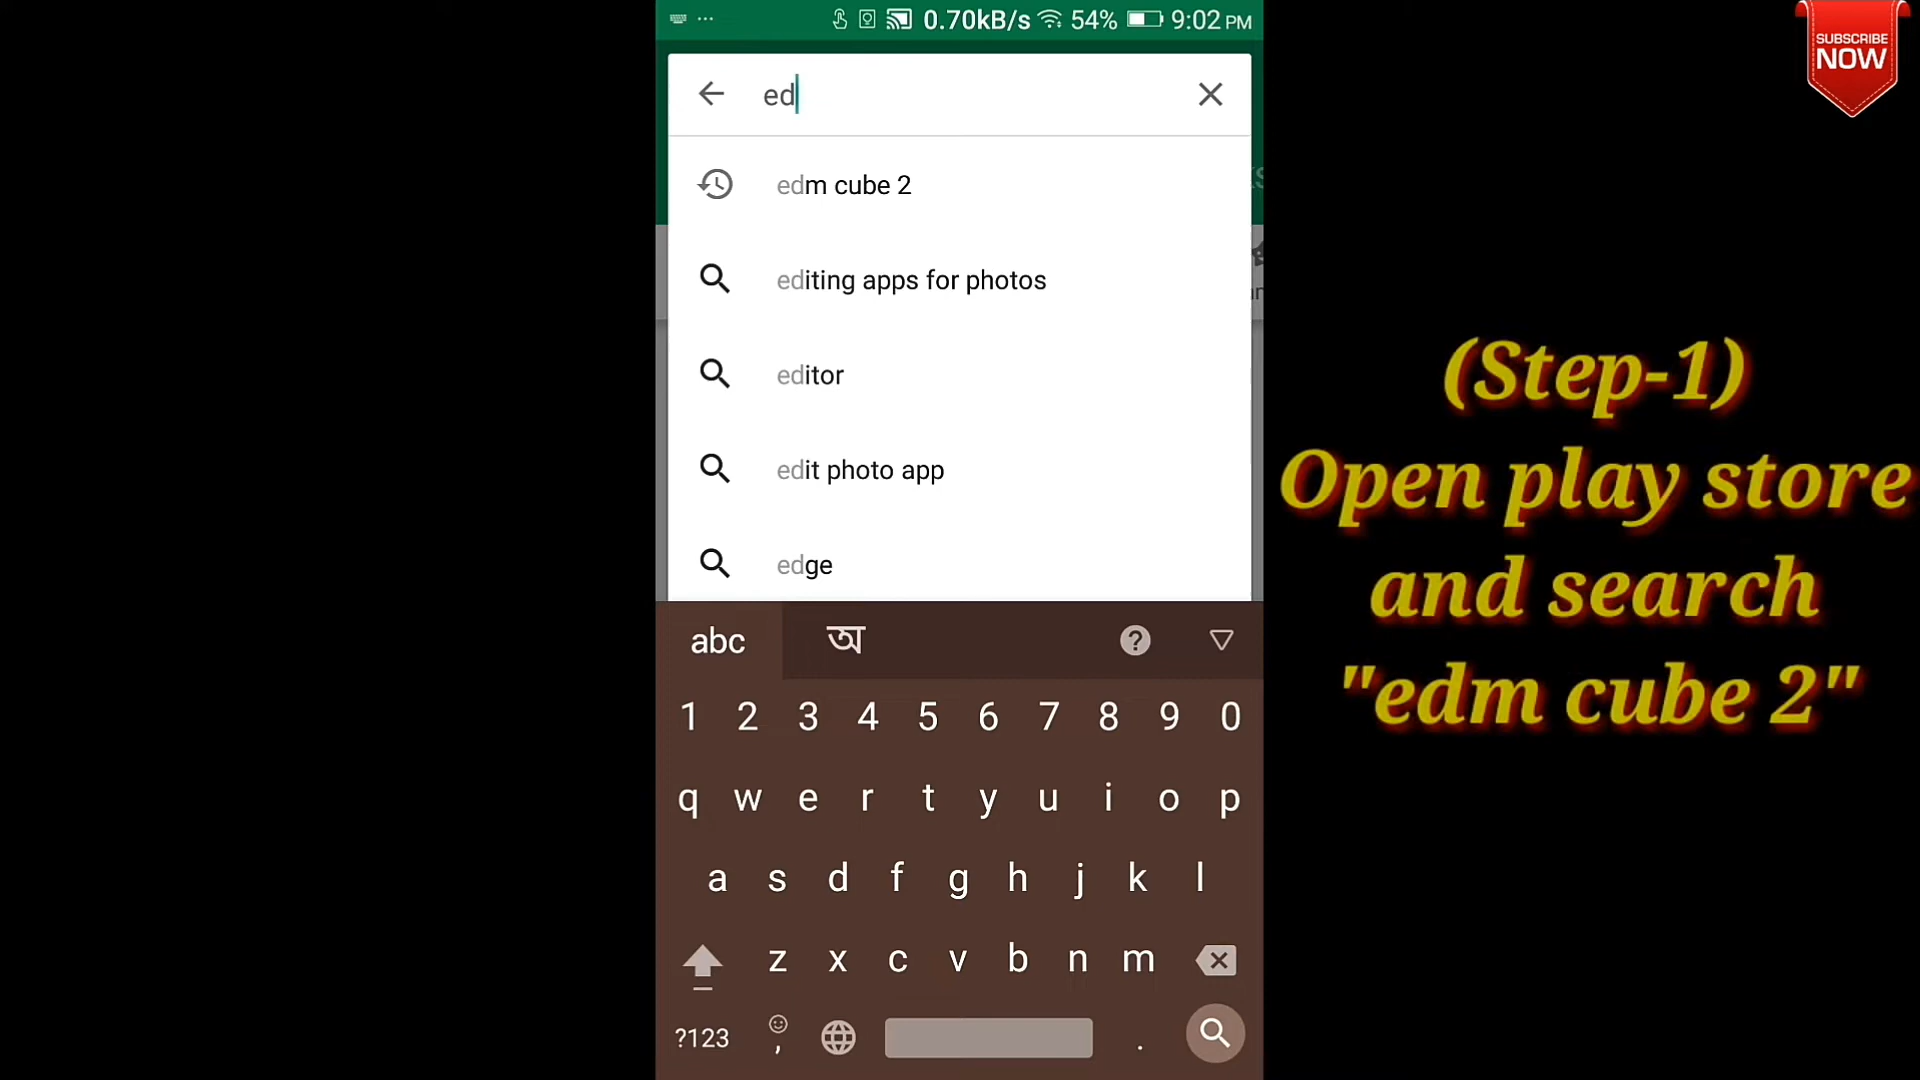 0.70kB/s 54% 9:02 PM
SUBSCRIBE
NOW
ed
edm cube 2
editing apps for photos
editor
edit photo app
edge
(Step-1)
Open play store
and search
"edm cube 2"
abc অ ?
1 2 3 4 5 6 7 8 9 0
q w e r t y u i o p
a s d f g h j k l
z x c v b n m
?123 , .